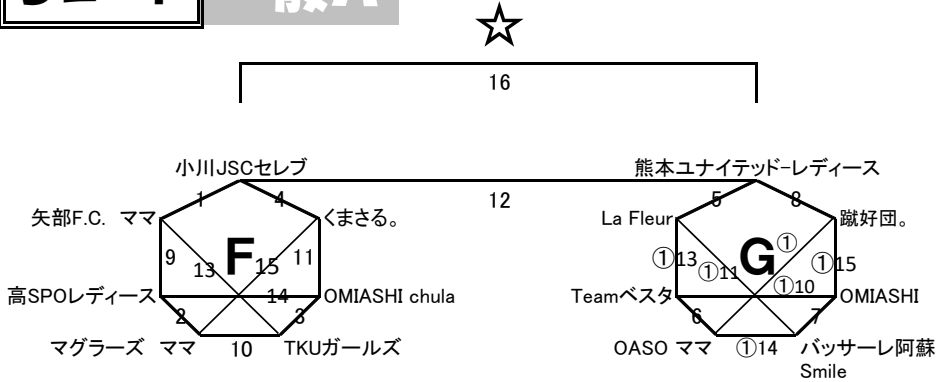 ☆
16
小川JSCセレブ
熊本ユナイテッド-レディース
12
1
4
5
8
矢部F.C. ママ
くまさる。
La Fleur
蹴好団。
F
G
①
9
13
15
11
①13
①11
①15
①10
高SPOレディース
14
OMIASHI chula
Teamベスタ
OMIASHI
2
3
6
7
マグラーズ ママ
10
TKUガールズ
OASO ママ
①14
バッサーレ阿蘇
Smile